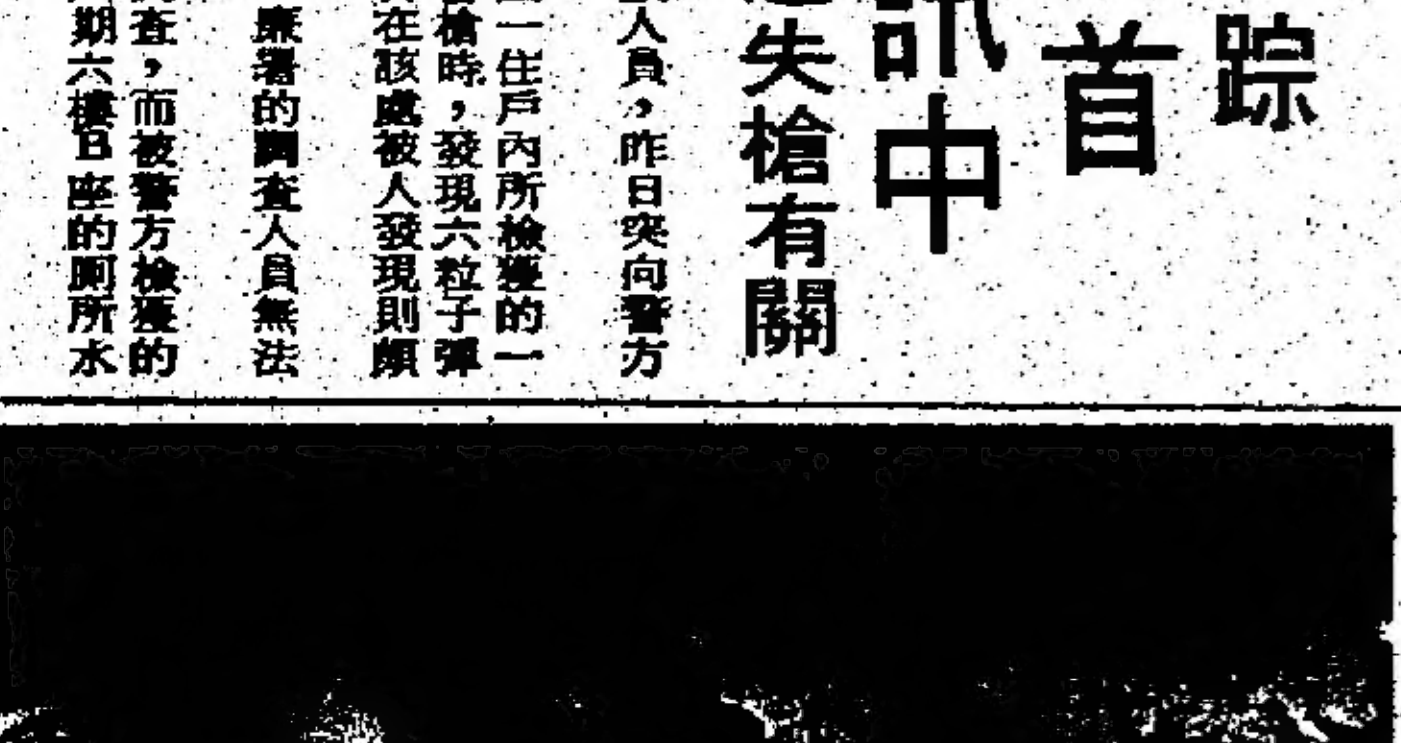 踪
首
訊中
失槍有關
人員，昨日突向警方
一住戶內所檢獲的一
槍時，發現六粒子彈
在該處被人發現則頗
廉署的調查人員無法
查，而被警方檢獲的
期六樓B座的厠所水